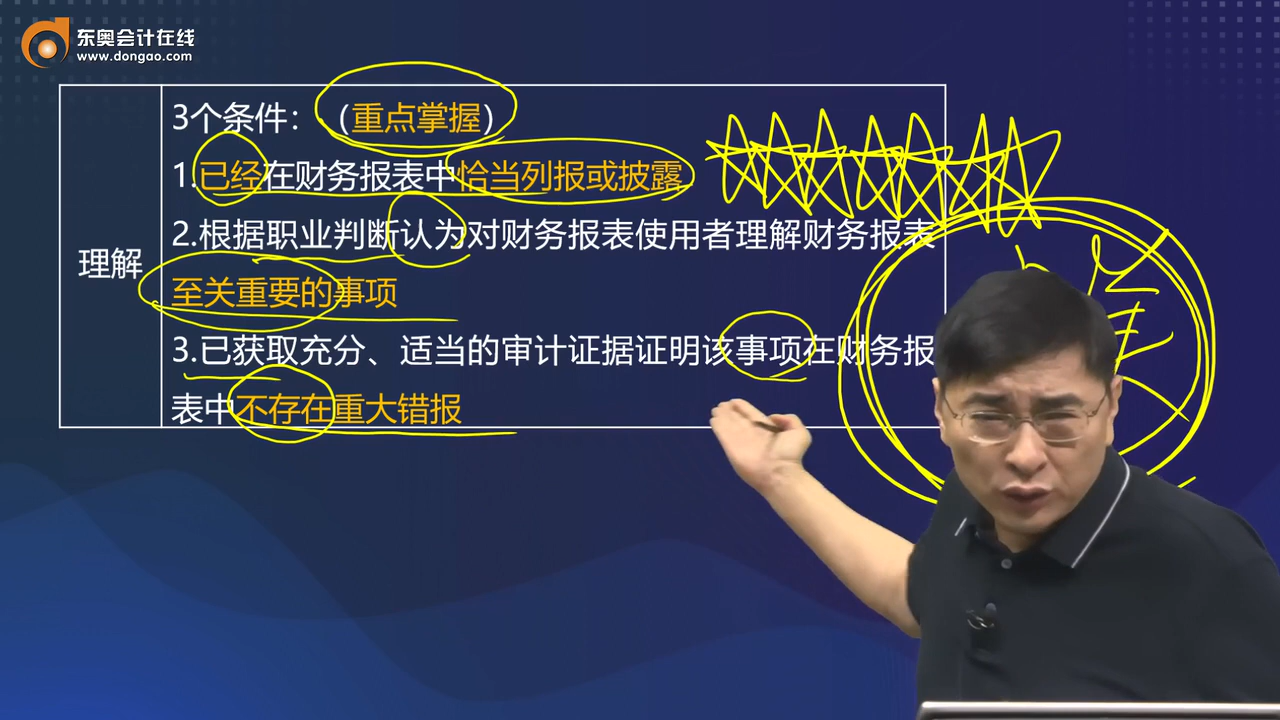 东奥会计在线
www.dongao.com
3个条件：（重点掌握）
1.已经在财务报表中恰当列报或披露
2.根据职业判断认为对财务报表使用者理解财务报表
理解
至关重要的事项
3.已获取充分、适当的审计证据证明该事项在财务报
表中不存在重大错报